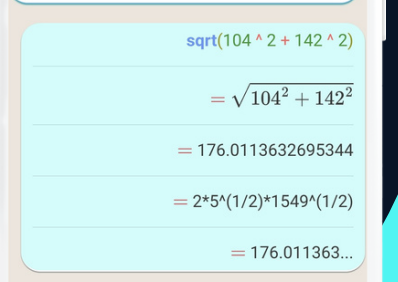 sqrt(104 ^ 2 + 142 ^ 2)
= √104² + 142²
= 176.0113632695344
= 2*5^(1/2)*1549^(1/2)
= 176.011363...